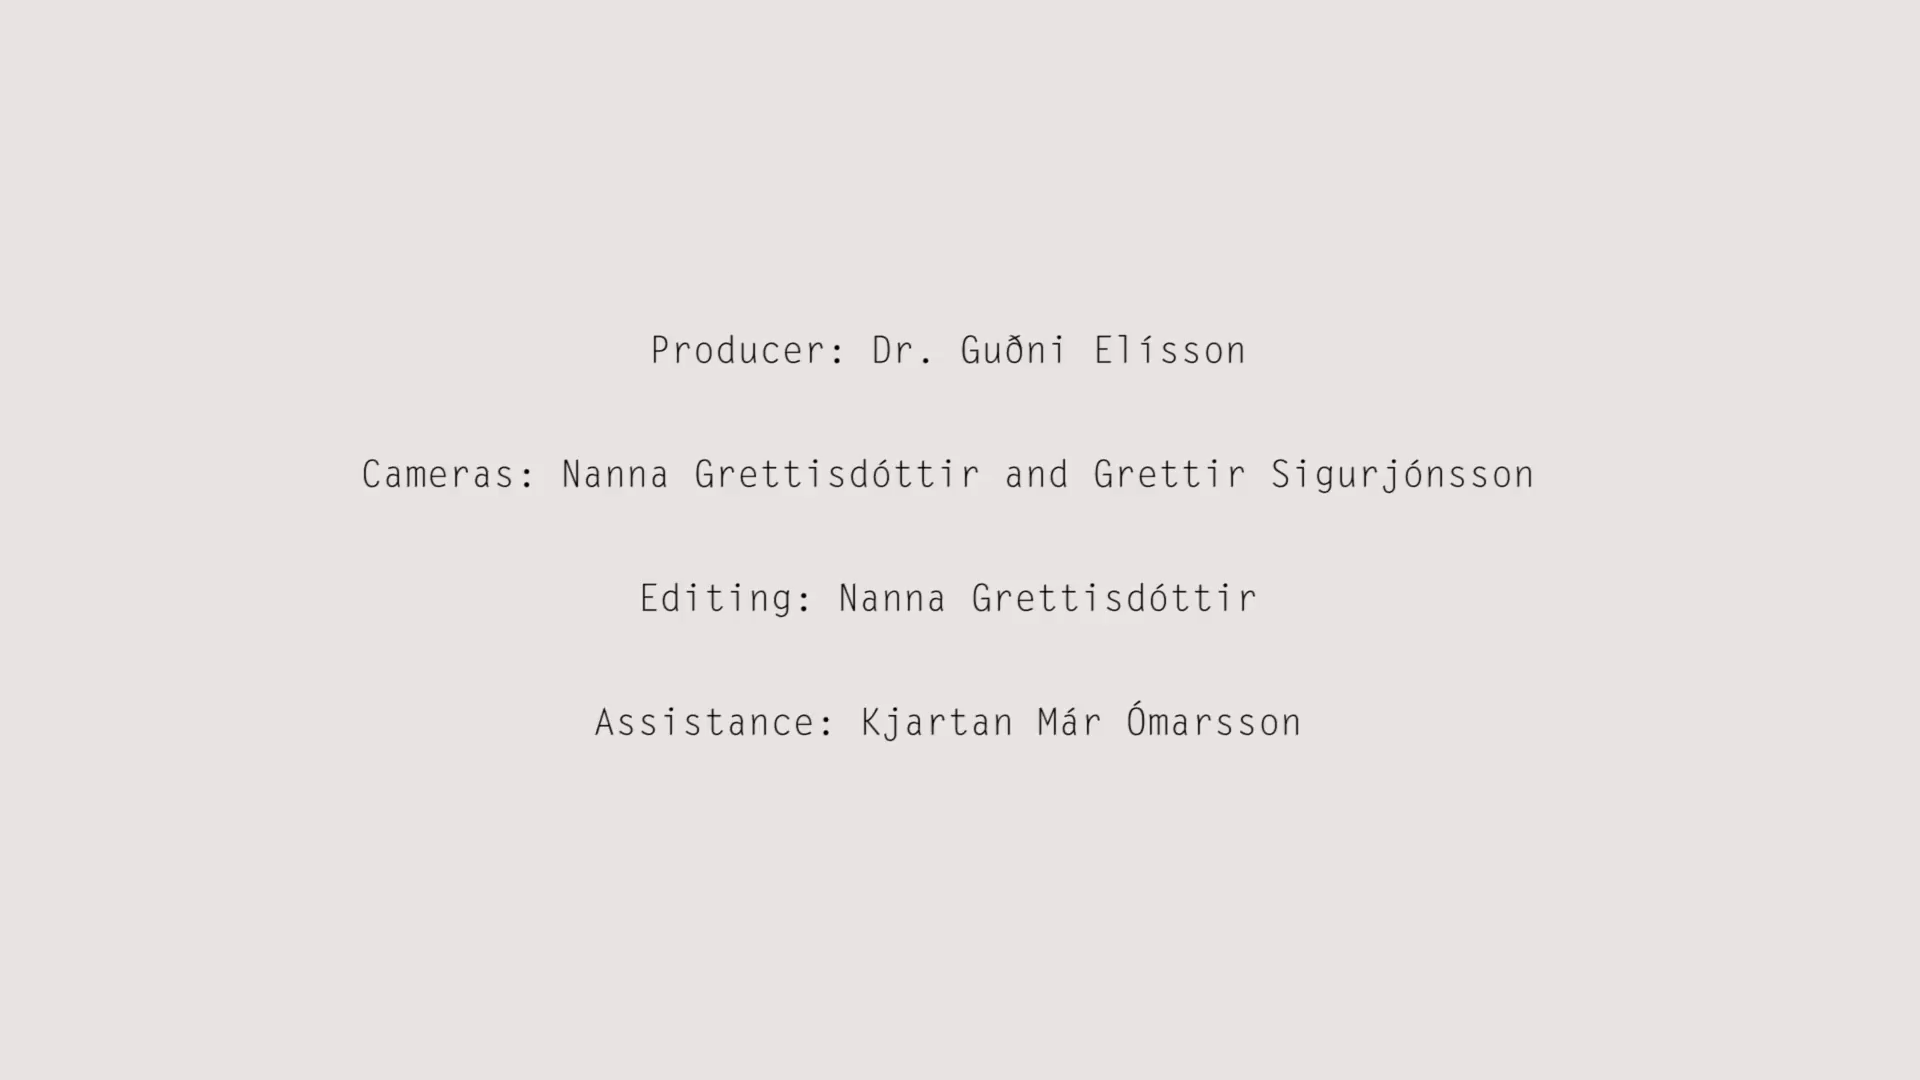 Producer: Dr. Guðni Elísson
Cameras: Nanna Grettisdóttir and Grettir Sigurjónsson
Editing: Nanna Grettisdóttir
Assistance: Kjartan Már Ómarsson